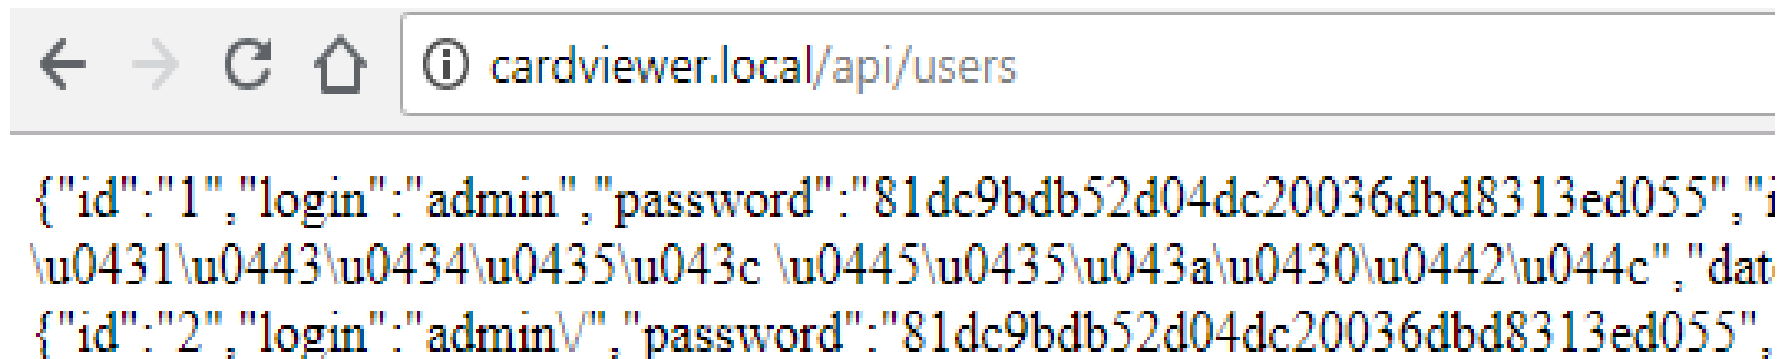 cardviewer.local/api/users
{"id":"1","login":"admin","password":"81dc9bdb52d04dc20036dbd8313ed055","i
\u0431\u0443\u0434\u0435\u043c \u0445\u0435\u043a\u0430\u0442\u044c","dat
{"id":"2","login":"admin\/","password":"81dc9bdb52d04dc20036dbd8313ed055",